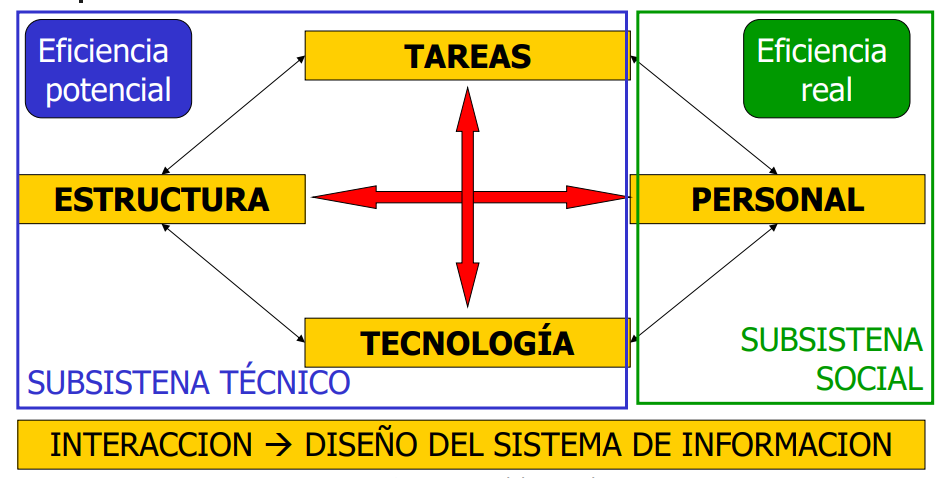 Eficiencia
potencial
TAREAS
Eficiencia
real
ESTRUCTURA
PERSONAL
TECNOLOGÍA
SUBSISTENA TÉCNICO
SUBSISTENA
SOCIAL
INTERACCION → DISEÑO DEL SISTEMA DE INFORMACION